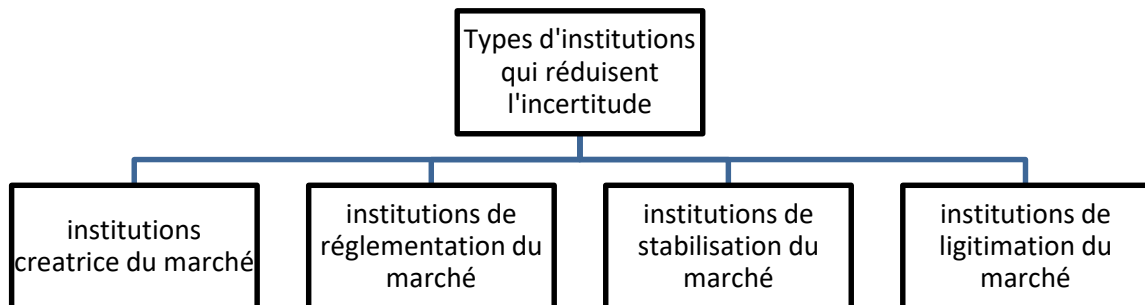 Types d'institutions
qui réduisent
l'incertitude
institutions
creatrice du marché
institutions de
réglementation du
marché
institutions de
stabilisation du
marché
institutions de
ligitimation du
marché